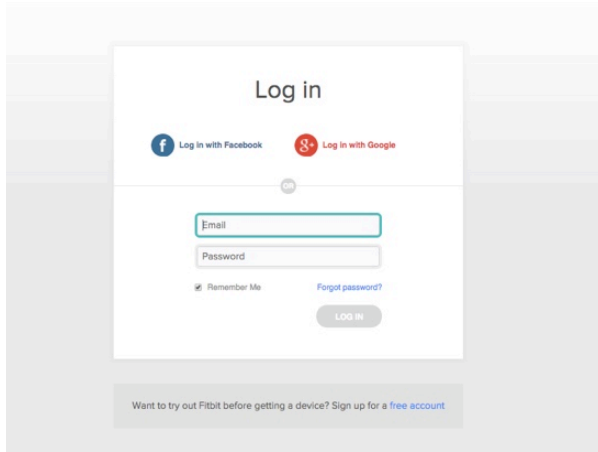 Log in
f Log in with Facebook
8+ Log in with Google
OR
Email
Password
Remember Me
Forgot password?
LOG IN
Want to try out Fitbit before getting a device? Sign up for a free account